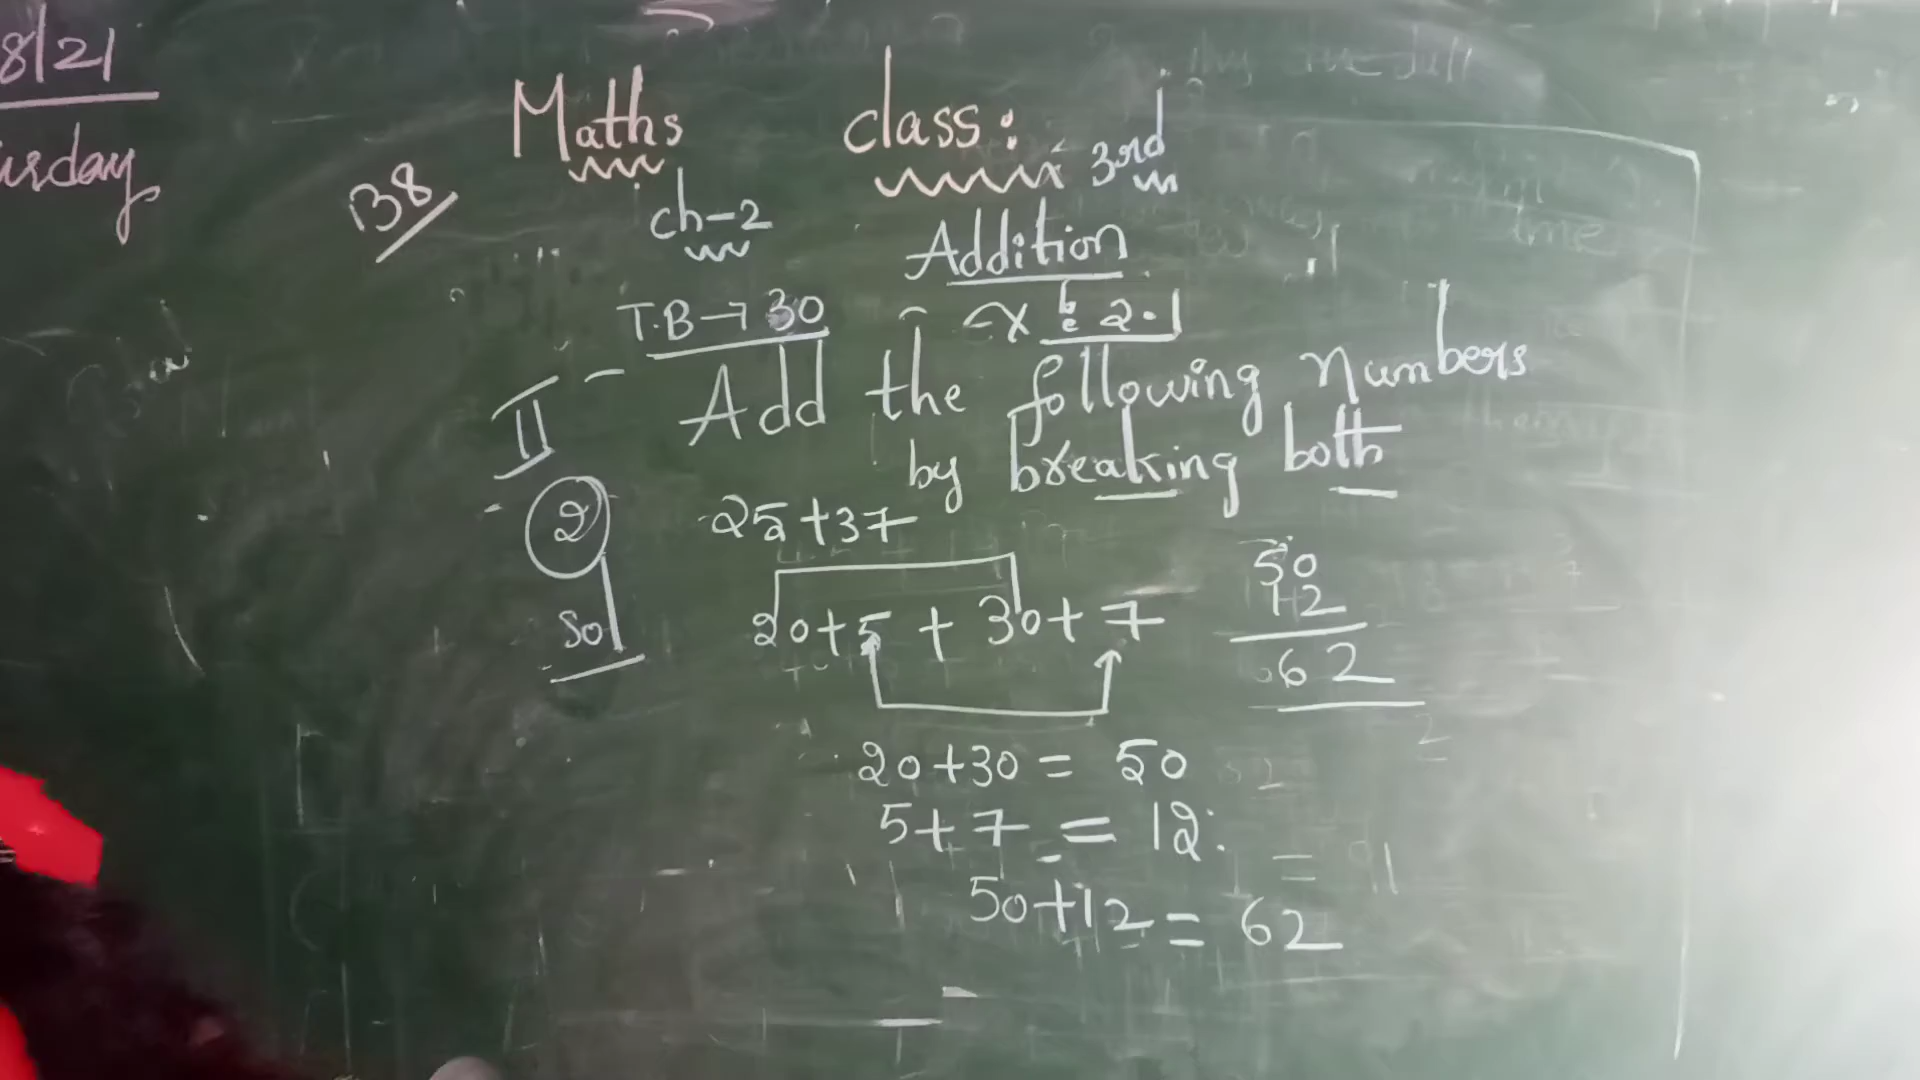 8/21
Maths class: 3rd
B8
ch-2 Addition
T.B→30 Ex: 2.1
II Add the following numbers
by breaking both
2 25+37
Sol 20+5 + 30+7
50
12
62
20+30 = 50
5+7 = 12
50+12 = 62